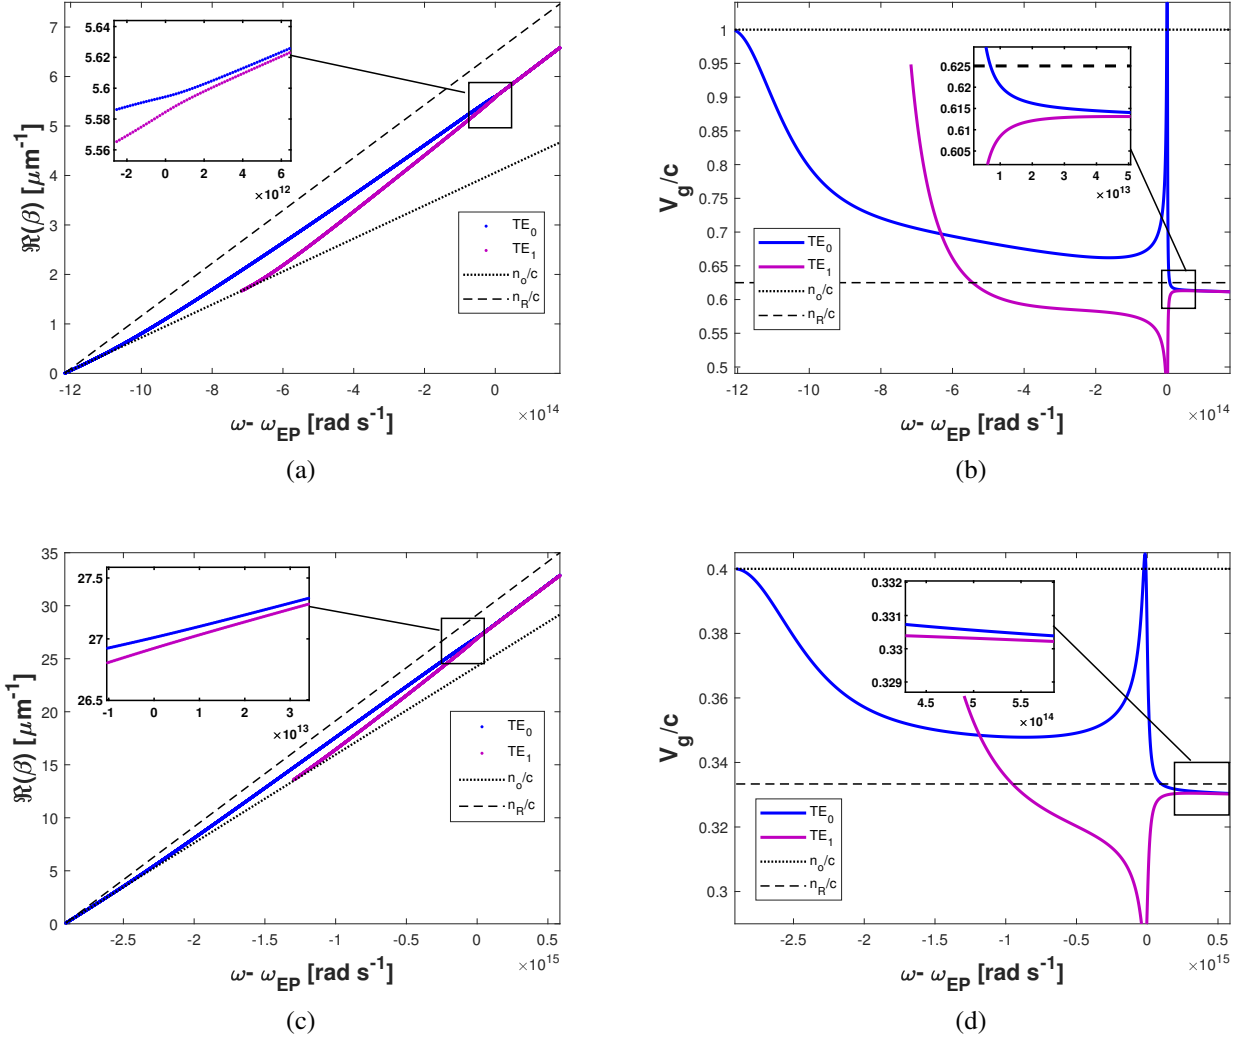 7
6
5
4
3
2
1
0
ℜ(β) [μm⁻¹]
5.64
5.62
5.6
5.58
5.56
-2 0 2 4 6
×10¹²
TE₀
TE₁
nₒ/c
n_R/c
-12 -10 -8 -6 -4 -2 0
×10¹⁴
ω- ω_EP [rad s⁻¹]
(a)
1
0.95
0.9
0.85
0.8
0.75
0.7
0.65
0.6
0.55
0.5
V_g/c
0.625
0.615
0.61
0.605
1 2 3 4 5
×10¹³
TE₀
TE₁
nₒ/c
n_R/c
-12 -10 -8 -6 -4 -2 0
×10¹⁴
ω- ω_EP [rad s⁻¹]
(b)
35
30
25
20
15
10
5
0
ℜ(β) [μm⁻¹]
27.5
27
26.5
-1 0 1 2 3
×10¹³
TE₀
TE₁
nₒ/c
n_R/c
-2.5 -2 -1.5 -1 -0.5 0 0.5
×10¹⁵
ω- ω_EP [rad s⁻¹]
(c)
0.4
0.38
0.36
0.34
0.32
0.3
V_g/c
0.332
0.331
0.33
0.329
4.5 5 5.5
×10¹⁴
TE₀
TE₁
nₒ/c
n_R/c
-2.5 -2 -1.5 -1 -0.5 0 0.5
×10¹⁵
ω- ω_EP [rad s⁻¹]
(d)